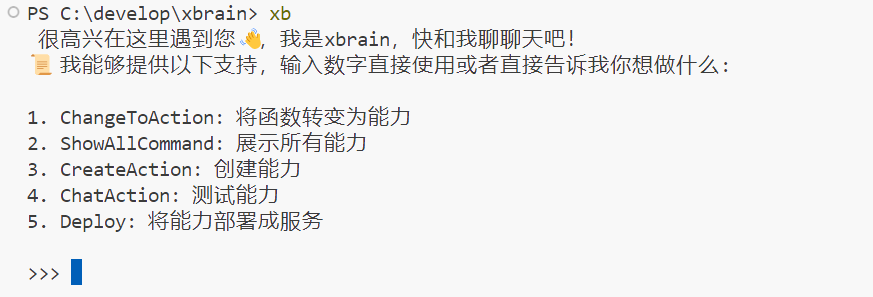 PS C:\develop\xbrain> xb
很高兴在这里遇到您👋, 我是xbrain, 快和我聊聊天吧!
📜 我能够提供以下支持, 输入数字直接使用或者直接告诉我你想做什么:
1. ChangeToAction: 将函数转变为能力
2. ShowAllCommand: 展示所有能力
3. CreateAction: 创建能力
4. ChatAction: 测试能力
5. Deploy: 将能力部署成服务
>>>